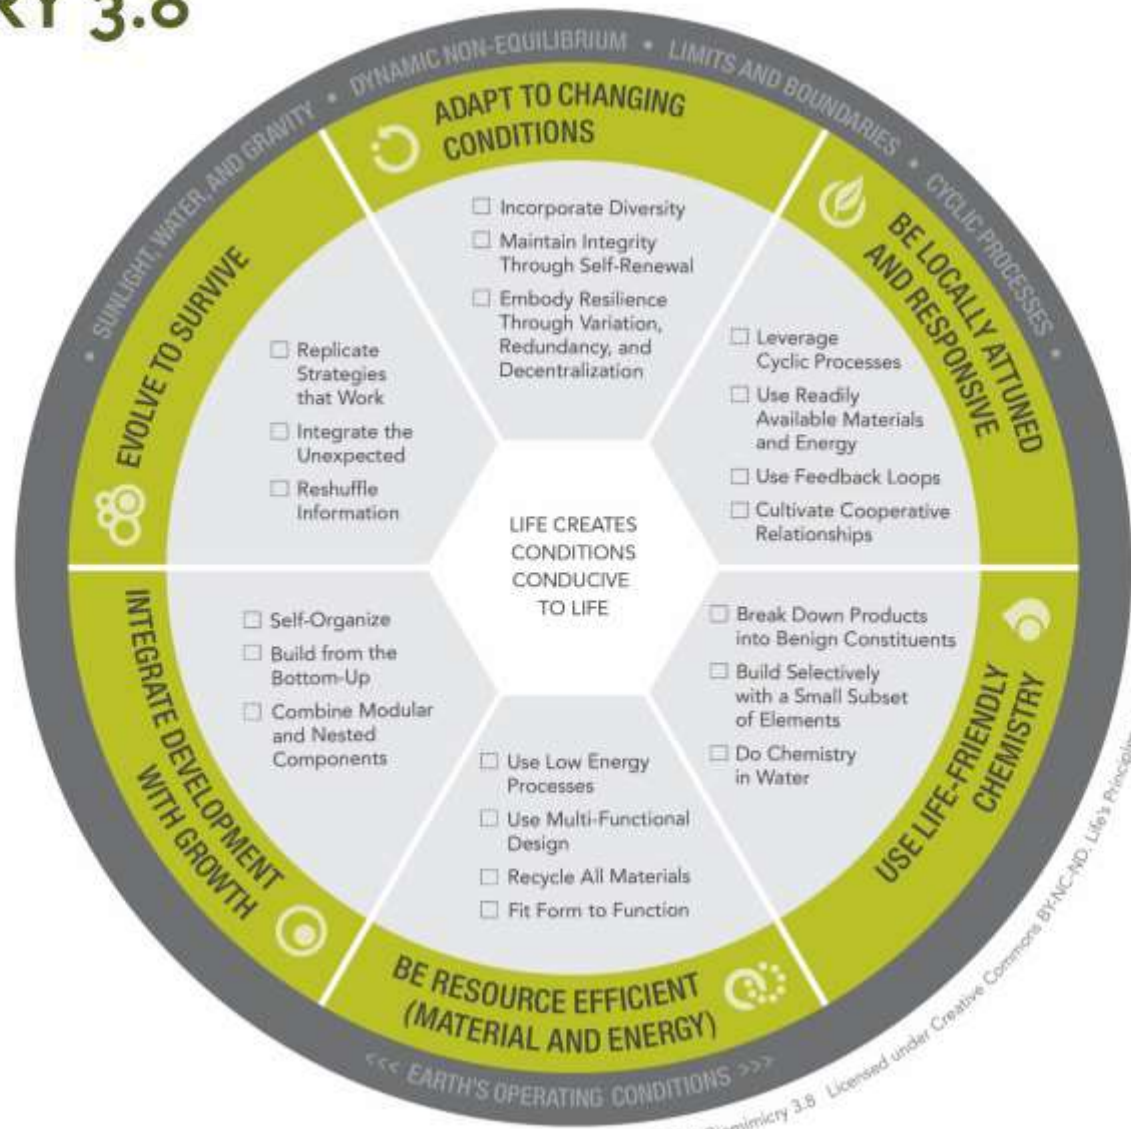 RY 3.8
• SUNLIGHT, WATER, AND GRAVITY • DYNAMIC NON-EQUILIBRIUM • LIMITS AND BOUNDARIES • CYCLIC PROCESSES •
ADAPT TO CHANGING
CONDITIONS
☐ Incorporate Diversity
☐ Maintain Integrity
Through Self-Renewal
☐ Embody Resilience
Through Variation,
Redundancy, and
Decentralization
BE LOCALLY ATTUNED
AND RESPONSIVE
☐ Leverage
Cyclic Processes
☐ Use Readily
Available Materials
and Energy
☐ Use Feedback Loops
☐ Cultivate Cooperative
Relationships
USE LIFE-FRIENDLY
CHEMISTRY
☐ Break Down Products
into Benign Constituents
☐ Build Selectively
with a Small Subset
of Elements
☐ Do Chemistry
in Water
BE RESOURCE EFFICIENT
(MATERIAL AND ENERGY)
☐ Use Low Energy
Processes
☐ Use Multi-Functional
Design
☐ Recycle All Materials
☐ Fit Form to Function
INTEGRATE DEVELOPMENT
WITH GROWTH
☐ Self-Organize
☐ Build from the
Bottom-Up
☐ Combine Modular
and Nested
Components
EVOLVE TO SURVIVE
☐ Replicate
Strategies
that Work
☐ Integrate the
Unexpected
☐ Reshuffle
Information
LIFE CREATES
CONDITIONS
CONDUCIVE
TO LIFE
<<< EARTH'S OPERATING CONDITIONS >>>
3.8 Licensed under Creative Commons BY-NC-ND. Life's